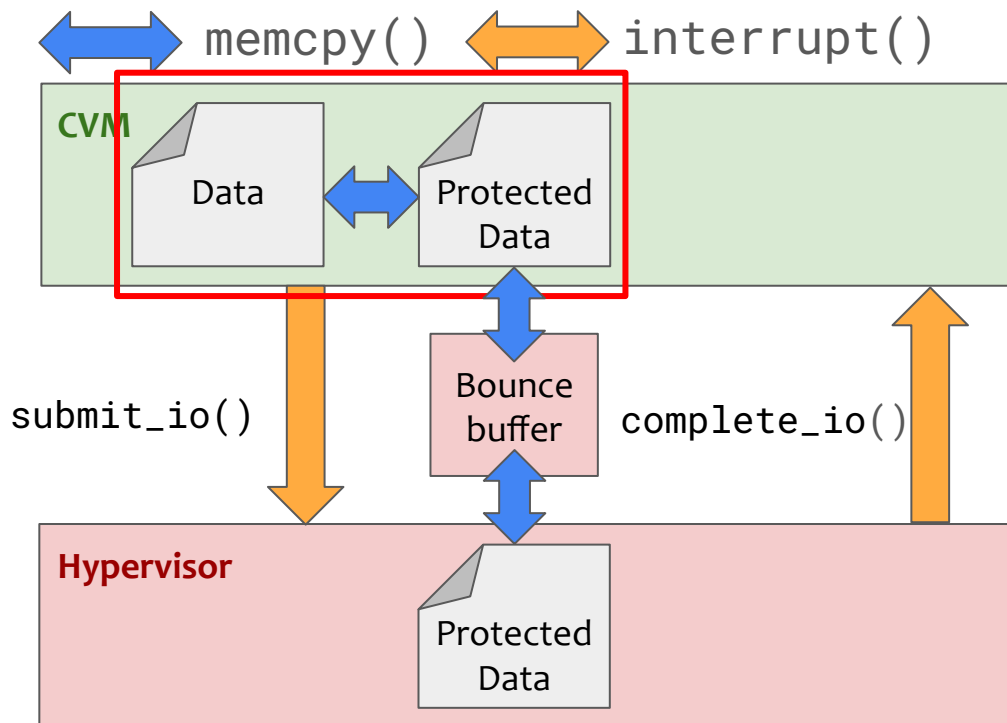 memcpy() interrupt()
CVM
Data
Protected
Data
Bounce
buffer
submit_io()
complete_io()
Hypervisor
Protected
Data